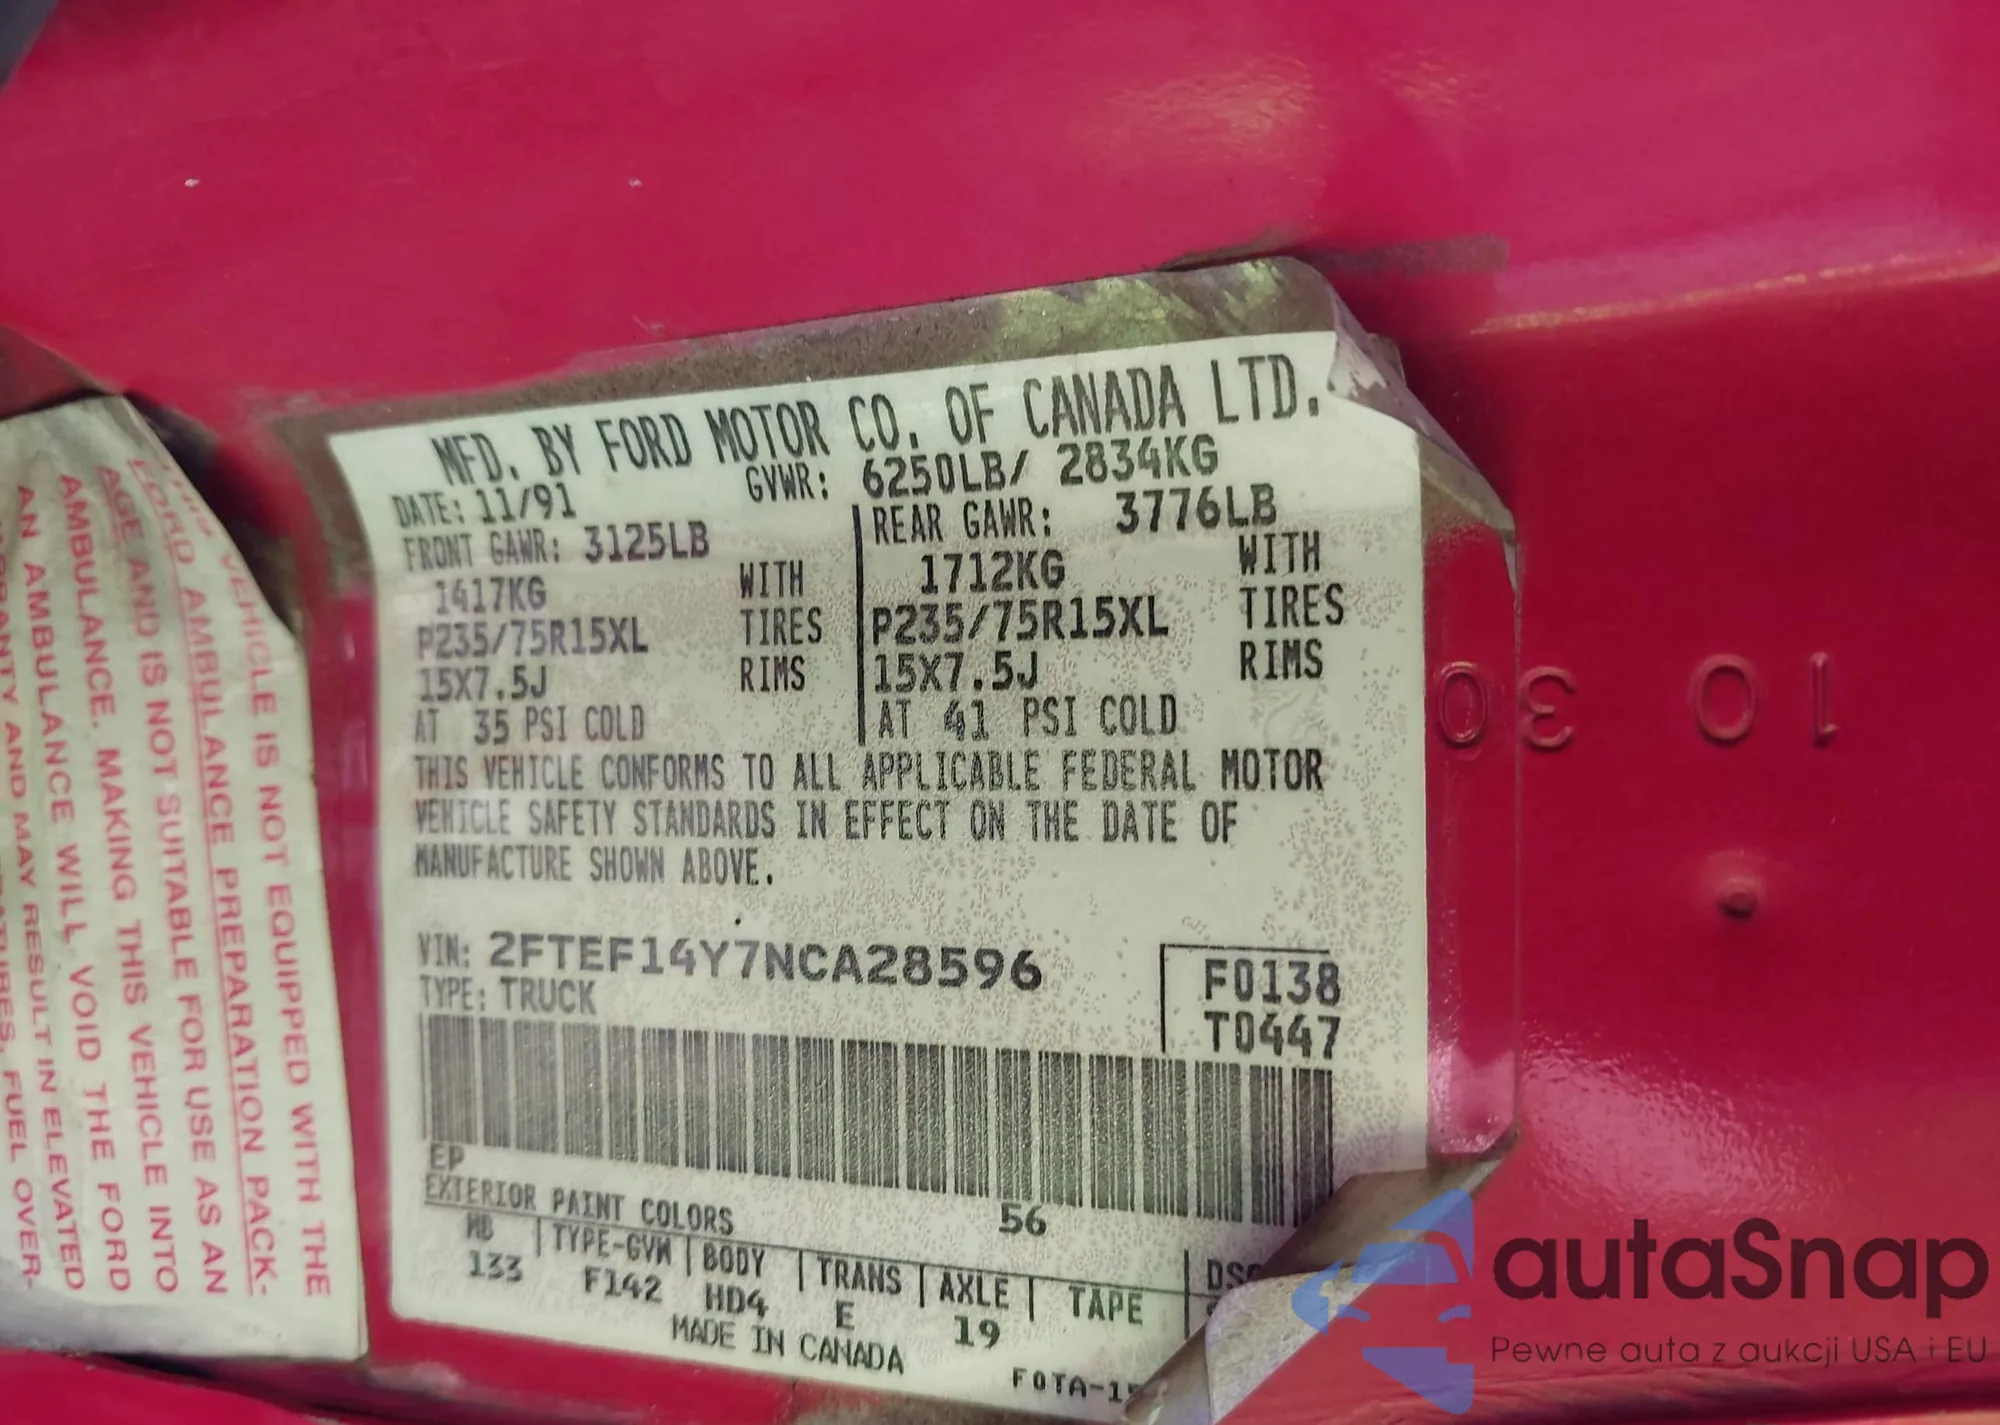 MFD. BY FORD MOTOR CO. OF CANADA LTD.
DATE: 11/91 GVWR: 6250LB/ 2834KG
FRONT GAWR: 3125LB REAR GAWR: 3776LB
1417KG WITH 1712KG WITH
P235/75R15XL TIRES P235/75R15XL TIRES
15X7.5J RIMS 15X7.5J RIMS
AT 35 PSI COLD AT 41 PSI COLD
THIS VEHICLE CONFORMS TO ALL APPLICABLE FEDERAL MOTOR
VEHICLE SAFETY STANDARDS IN EFFECT ON THE DATE OF
MANUFACTURE SHOWN ABOVE.
VIN: 2FTEF14Y7NCA28596 F0138
TYPE: TRUCK T0447
EP
EXTERIOR PAINT COLORS 56
WB TYPE-GVW BODY TRANS AXLE TAPE
133 F142 HD4 E 19
MADE IN CANADA
THIS VEHICLE IS NOT EQUIPPED WITH THE
FORD AMBULANCE PREPARATION PACK-
AGE AND IS NOT SUITABLE FOR USE AS AN
AMBULANCE. MAKING THIS VEHICLE INTO
AN AMBULANCE WILL VOID THE FORD
AND MAY RESULT IN ELEVATED
FUEL OVER-
10 30
autaSnap
Pewne auta z aukcji USA i EU